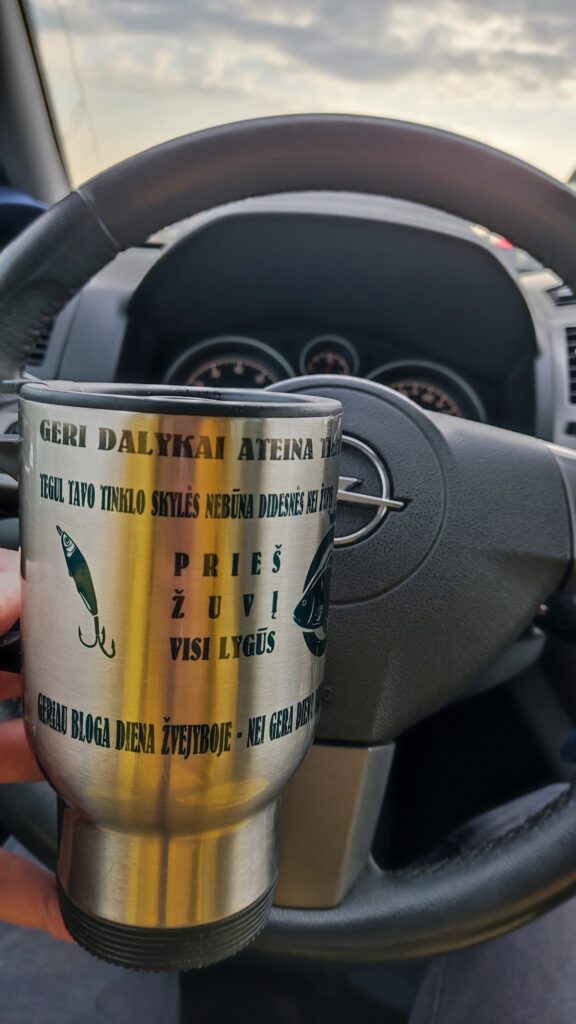 GERI DALYKAI ATEINA
TEGUL TAVO TINKLO SKYLĖS NEBŪNA DIDESNĖS NEI
PRIEŠ
ŽUVĮ
VISI LYGŪS
GERIAU BLOGA DIENA ŽVEJYBOJE - NEI GERA